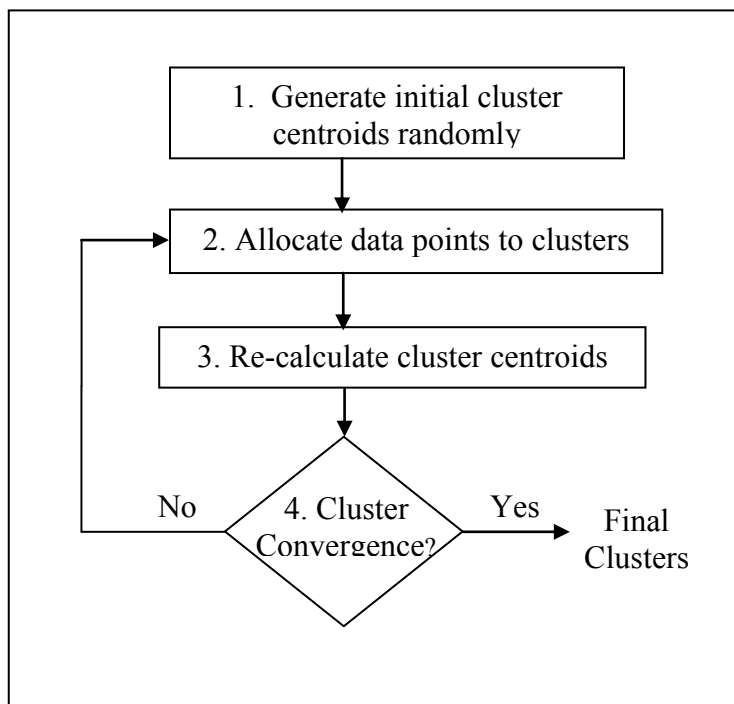 1. Generate initial cluster
centroids randomly
2. Allocate data points to clusters
3. Re-calculate cluster centroids
4. Cluster
Convergence?
No
Yes
Final
Clusters